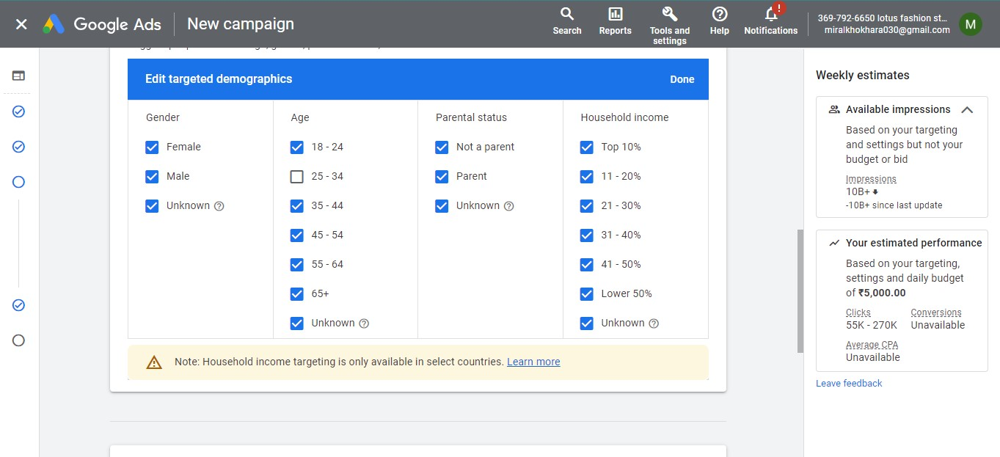 Google Ads
New campaign
Search
Reports
Tools and
settings
Help
!
Notifications
369-792-6650 lotus fashion st...
miralkhokhara030@gmail.com
M
Edit targeted demographics
Done
Gender
Female
Male
Unknown
Age
18 - 24
25 - 34
35 - 44
45 - 54
55 - 64
65+
Unknown
Parental status
Not a parent
Parent
Unknown
Household income
Top 10%
11 - 20%
21 - 30%
31 - 40%
41 - 50%
Lower 50%
Unknown
Note: Household income targeting is only available in select countries. Learn more
Weekly estimates
Available impressions
Based on your targeting
and settings but not your
budget or bid
Impressions
10B+
-10B+ since last update
Your estimated performance
Based on your targeting,
settings and daily budget
of ₹5,000.00
Clicks
55K - 270K
Conversions
Unavailable
Average CPA
Unavailable
Leave feedback